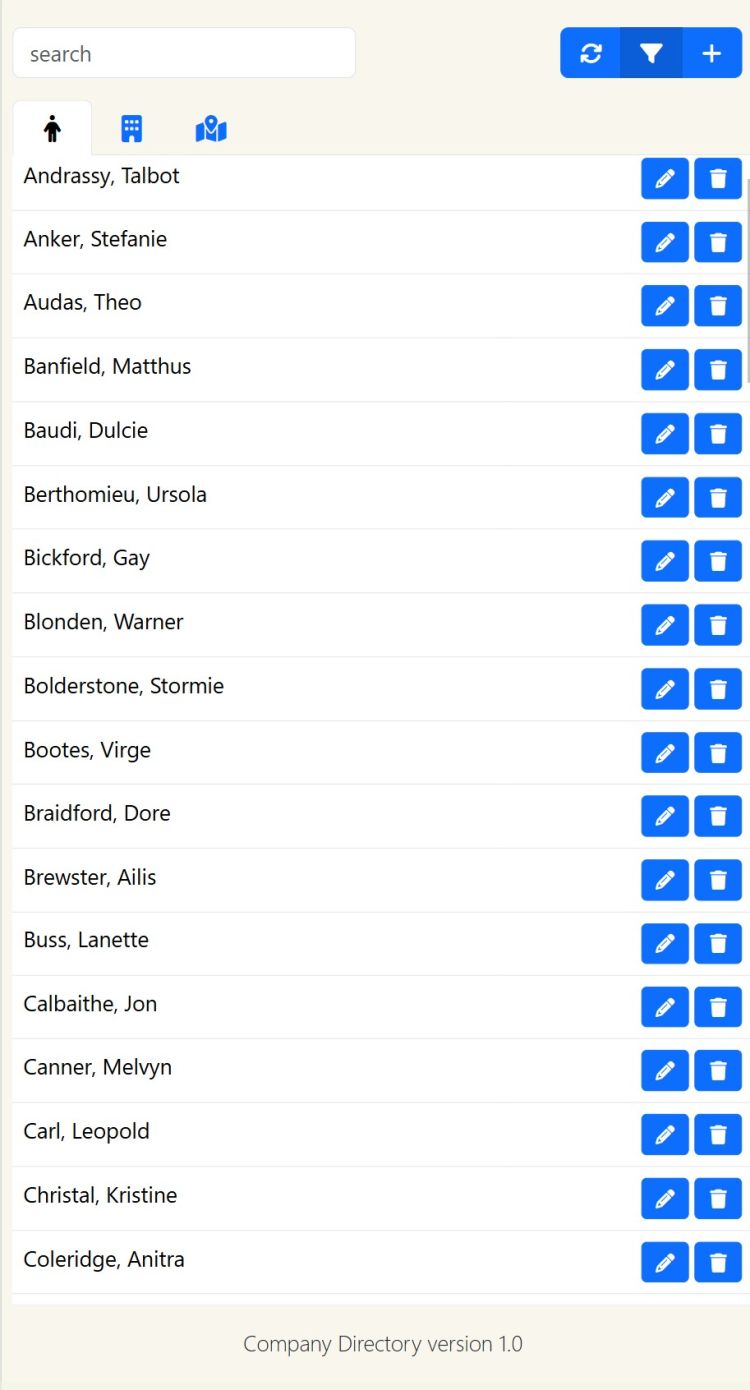 search
Andrassy, Talbot
Anker, Stefanie
Audas, Theo
Banfield, Matthus
Baudi, Dulcie
Berthomieu, Ursola
Bickford, Gay
Blonden, Warner
Bolderstone, Stormie
Bootes, Virge
Braidford, Dore
Brewster, Ailis
Buss, Lanette
Calbaithe, Jon
Canner, Melvyn
Carl, Leopold
Christal, Kristine
Coleridge, Anitra
Company Directory version 1.0